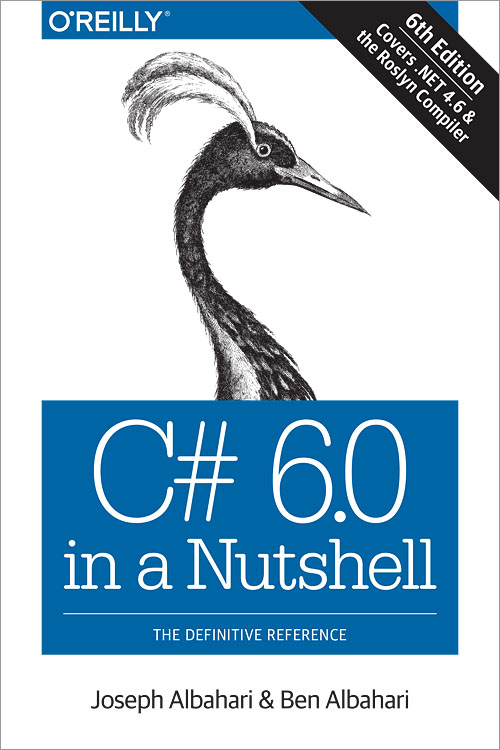 O'REILLY®
6th Edition
Covers .NET 4.6 &
the Roslyn Compiler
C# 6.0
in a Nutshell
THE DEFINITIVE REFERENCE
Joseph Albahari & Ben Albahari